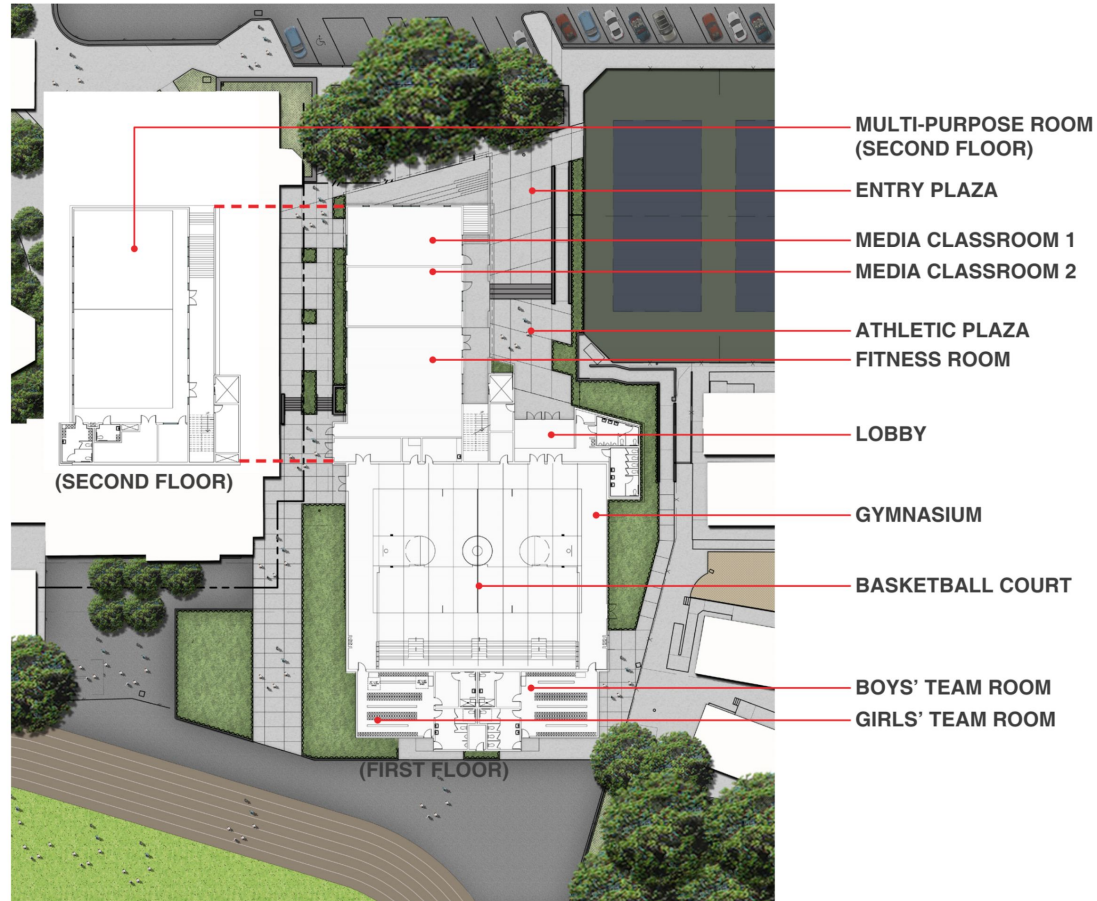 MULTI-PURPOSE ROOM
(SECOND FLOOR)
ENTRY PLAZA
MEDIA CLASSROOM 1
MEDIA CLASSROOM 2
ATHLETIC PLAZA
FITNESS ROOM
LOBBY
(SECOND FLOOR)
GYMNASIUM
BASKETBALL COURT
BOYS’ TEAM ROOM
GIRLS’ TEAM ROOM
(FIRST FLOOR)